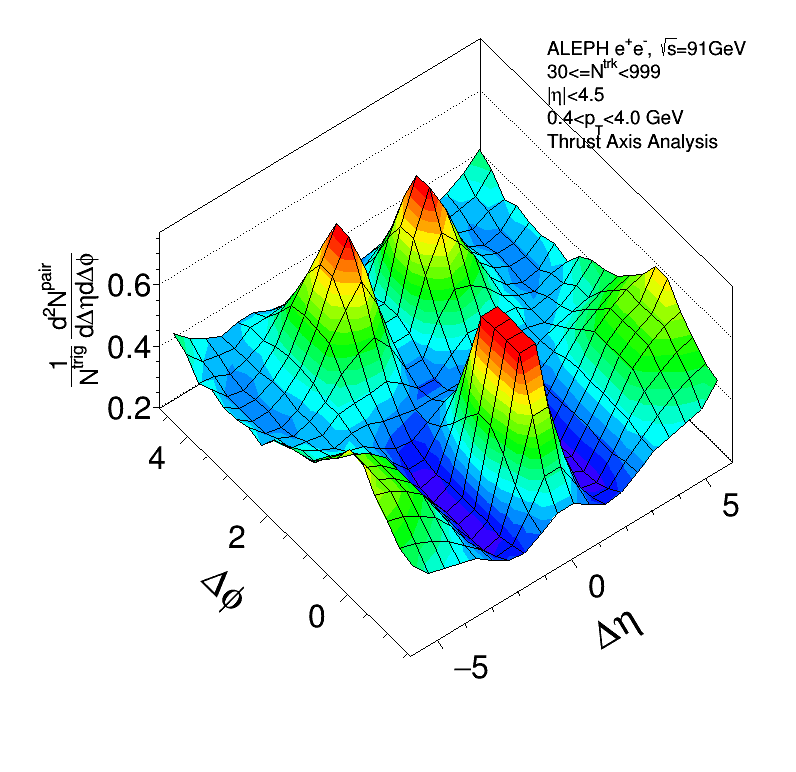 ALEPH e⁺e⁻, √s=91GeV
30<=Nᵗʳᵏ<999
|η|<4.5
0.4<p_T<4.0 GeV
Thrust Axis Analysis
1/N^trig d²N^pair/dΔηdΔφ
0.6
0.4
0.2
4
2
0
Δφ
−5
0
5
Δη